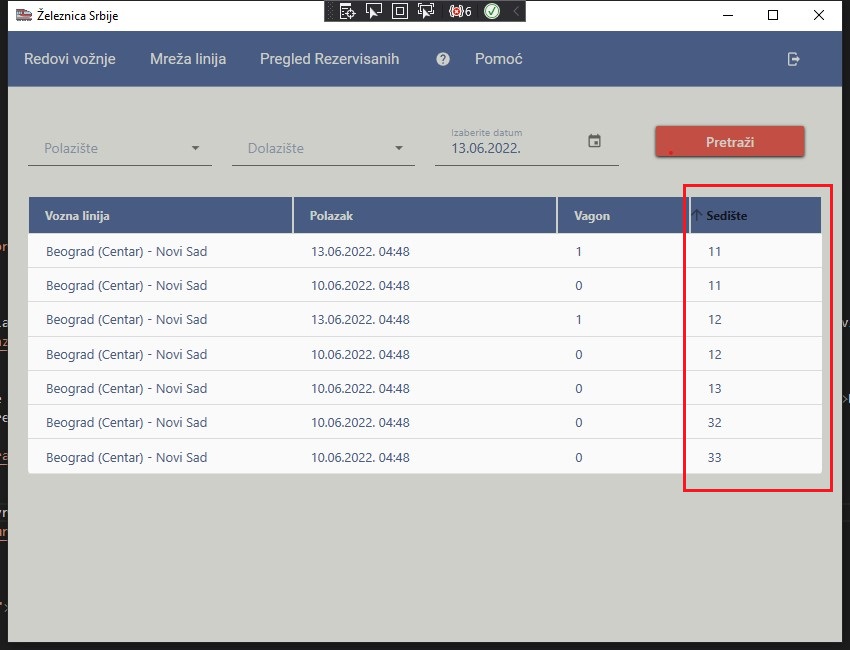 Železnica Srbije
6
Redovi vožnje Mreža linija Pregled Rezervisanih ? Pomoć
Izaberite datum
Polazište Dolazište 13.06.2022. Pretraži
Vozna linija Polazak Vagon Sedište
Beograd (Centar) - Novi Sad 13.06.2022. 04:48 1 11
Beograd (Centar) - Novi Sad 10.06.2022. 04:48 0 11
Beograd (Centar) - Novi Sad 13.06.2022. 04:48 1 12
Beograd (Centar) - Novi Sad 10.06.2022. 04:48 0 12
Beograd (Centar) - Novi Sad 10.06.2022. 04:48 0 13
Beograd (Centar) - Novi Sad 10.06.2022. 04:48 0 32
Beograd (Centar) - Novi Sad 10.06.2022. 04:48 0 33